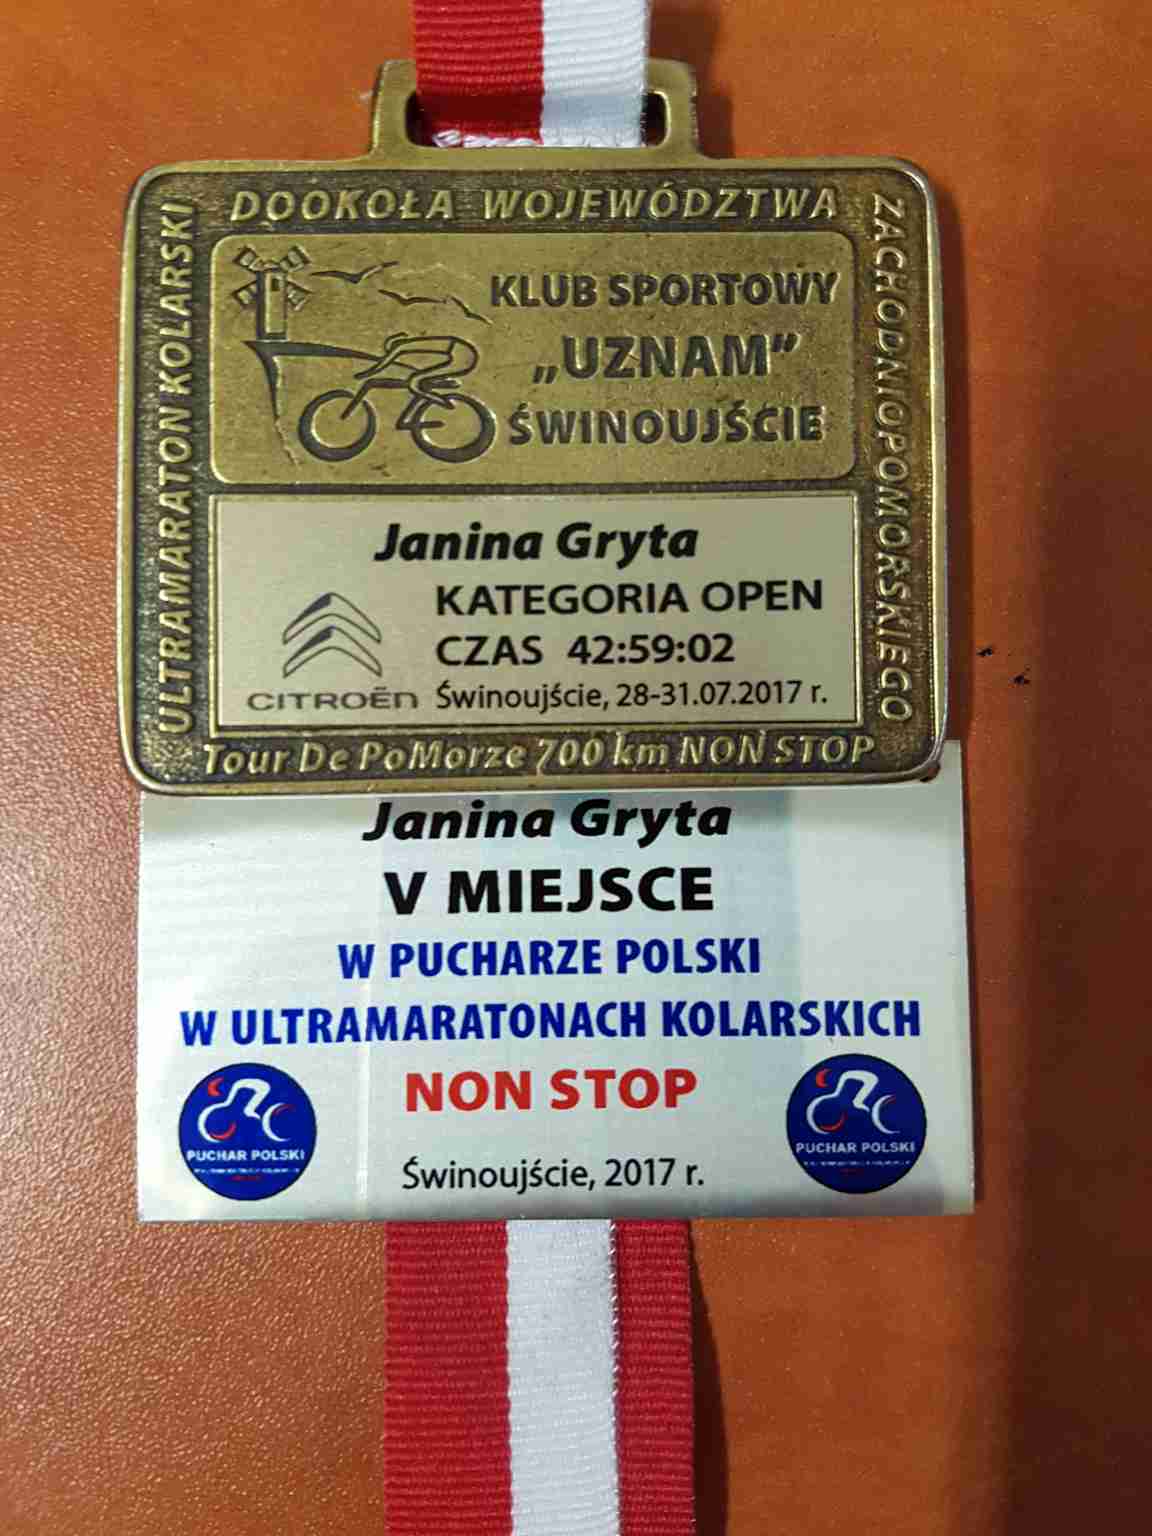 DOOKOŁA WOJEWÓDZTWA
ZACHODNIOPOMORSKIEGO
ULTRAMARATON KOLARSKI
KLUB SPORTOWY
„UZNAM”
ŚWINOUJŚCIE
Janina Gryta
KATEGORIA OPEN
CZAS 42:59:02
CITROËN
Świnoujście, 28-31.07.2017 r.
Tour De PoMorze 700 km NON STOP
Janina Gryta
V MIEJSCE
W PUCHARZE POLSKI
W ULTRAMARATONACH KOLARSKICH
NON STOP
PUCHAR POLSKI
PUCHAR POLSKI
Świnoujście, 2017 r.